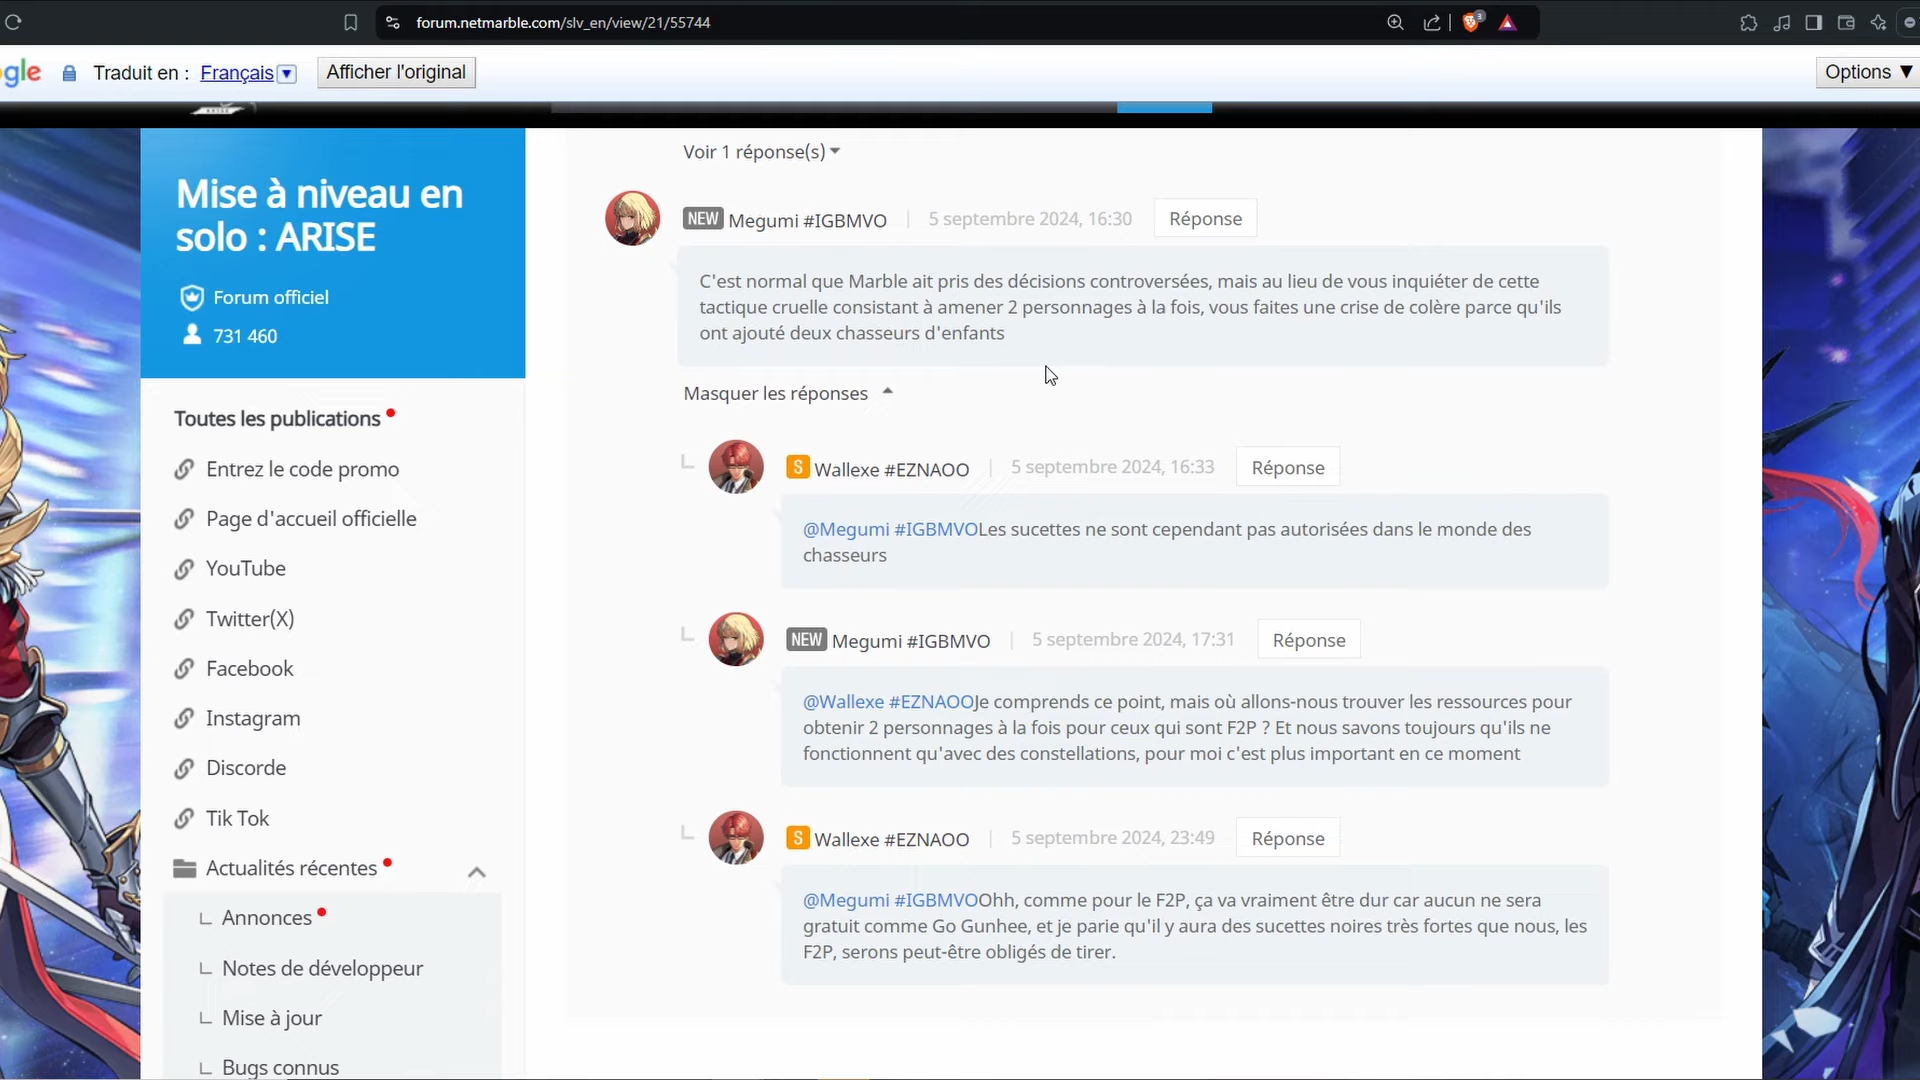 forum.netmarble.com/slv_en/view/21/55744
3
gle
Traduit en : Français ▼
Afficher l'original
Options ▼
ARISE
Mise à niveau en
solo : ARISE
Forum officiel
731 460
Toutes les publications
Entrez le code promo
Page d'accueil officielle
YouTube
Twitter(X)
Facebook
Instagram
Discorde
Tik Tok
Actualités récentes
Annonces
Notes de développeur
Mise à jour
Bugs connus
Voir 1 réponse(s)
NEW Megumi #IGBMVO | 5 septembre 2024, 16:30 Réponse
C'est normal que Marble ait pris des décisions controversées, mais au lieu de vous inquiéter de cette
tactique cruelle consistant à amener 2 personnages à la fois, vous faites une crise de colère parce qu'ils
ont ajouté deux chasseurs d'enfants
Masquer les réponses
S Wallexe #EZNAOO | 5 septembre 2024, 16:33 Réponse
@Megumi #IGBMVOLes sucettes ne sont cependant pas autorisées dans le monde des
chasseurs
NEW Megumi #IGBMVO | 5 septembre 2024, 17:31 Réponse
@Wallexe #EZNAOOJe comprends ce point, mais où allons-nous trouver les ressources pour
obtenir 2 personnages à la fois pour ceux qui sont F2P ? Et nous savons toujours qu'ils ne
fonctionnent qu'avec des constellations, pour moi c'est plus important en ce moment
S Wallexe #EZNAOO | 5 septembre 2024, 23:49 Réponse
@Megumi #IGBMVOOhh, comme pour le F2P, ça va vraiment être dur car aucun ne sera
gratuit comme Go Gunhee, et je parie qu'il y aura des sucettes noires très fortes que nous, les
F2P, serons peut-être obligés de tirer.